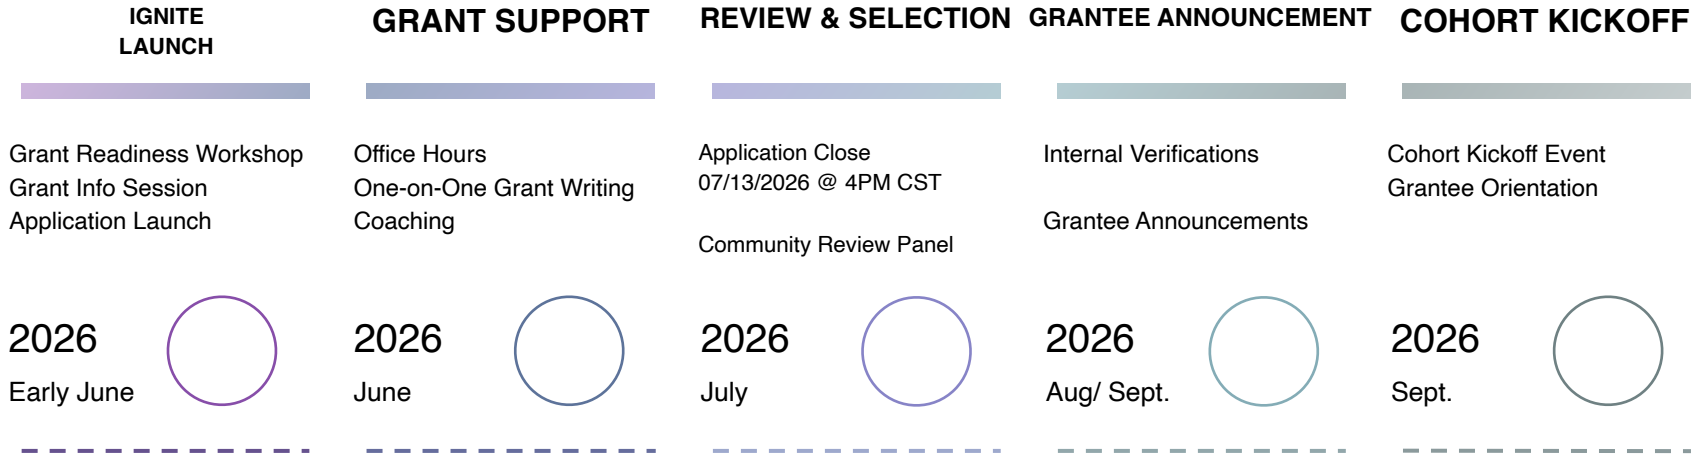 IGNITE
LAUNCH
Grant Readiness Workshop
Grant Info Session
Application Launch
2026
Early June
GRANT SUPPORT
Office Hours
One-on-One Grant Writing
Coaching
2026
June
REVIEW & SELECTION
Application Close
07/13/2026 @ 4PM CST
Community Review Panel
2026
July
GRANTEE ANNOUNCEMENT
Internal Verifications
Grantee Announcements
2026
Aug/ Sept.
COHORT KICKOFF
Cohort Kickoff Event
Grantee Orientation
2026
Sept.